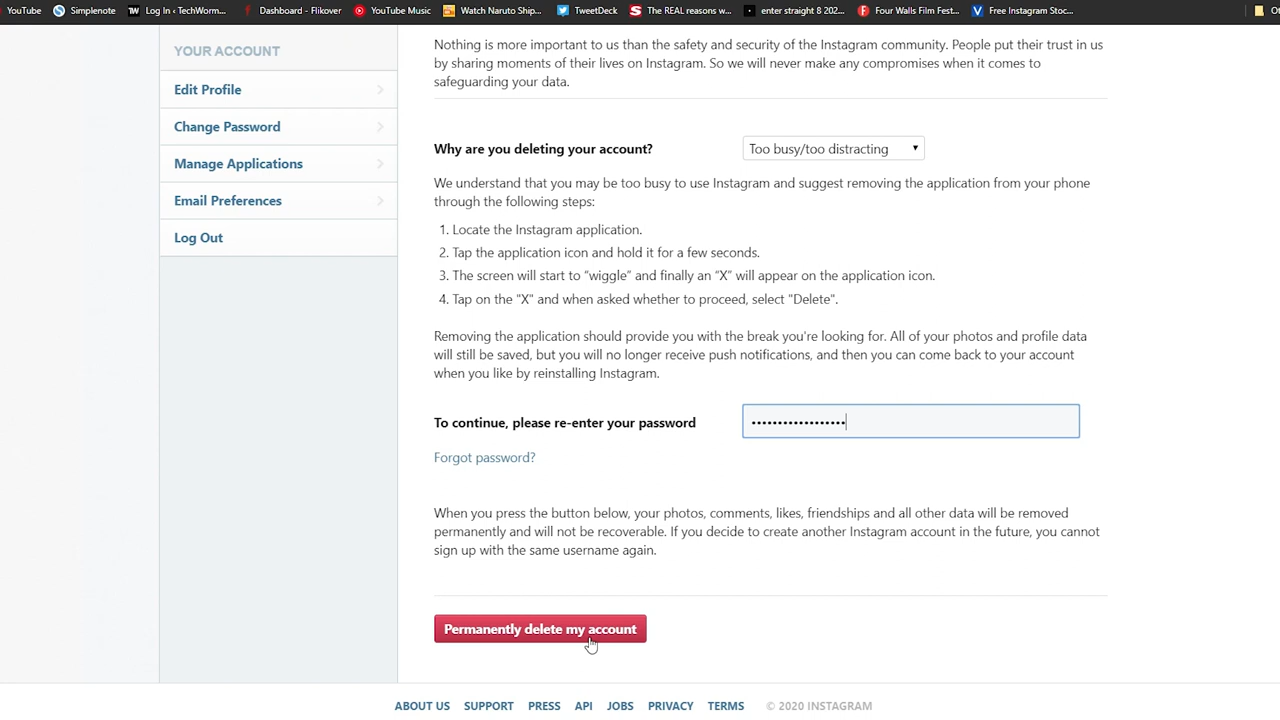 YouTube Simplenote Log In ‹ TechWorm... Dashboard - Flikover YouTube Music Watch Naruto Ship... TweetDeck The REAL reasons w... enter straight 8 202... Four Walls Film Fest... Free Instagram Stoc...
YOUR ACCOUNT
Edit Profile
Change Password
Manage Applications
Email Preferences
Log Out
Nothing is more important to us than the safety and security of the Instagram community. People put their trust in us
by sharing moments of their lives on Instagram. So we will never make any compromises when it comes to
safeguarding your data.
Why are you deleting your account? Too busy/too distracting
We understand that you may be too busy to use Instagram and suggest removing the application from your phone
through the following steps:
1. Locate the Instagram application.
2. Tap the application icon and hold it for a few seconds.
3. The screen will start to “wiggle” and finally an “X” will appear on the application icon.
4. Tap on the "X" and when asked whether to proceed, select "Delete".
Removing the application should provide you with the break you're looking for. All of your photos and profile data
will still be saved, but you will no longer receive push notifications, and then you can come back to your account
when you like by reinstalling Instagram.
To continue, please re-enter your password ••••••••••••••••••
Forgot password?
When you press the button below, your photos, comments, likes, friendships and all other data will be removed
permanently and will not be recoverable. If you decide to create another Instagram account in the future, you cannot
sign up with the same username again.
Permanently delete my account
ABOUT US SUPPORT PRESS API JOBS PRIVACY TERMS © 2020 INSTAGRAM